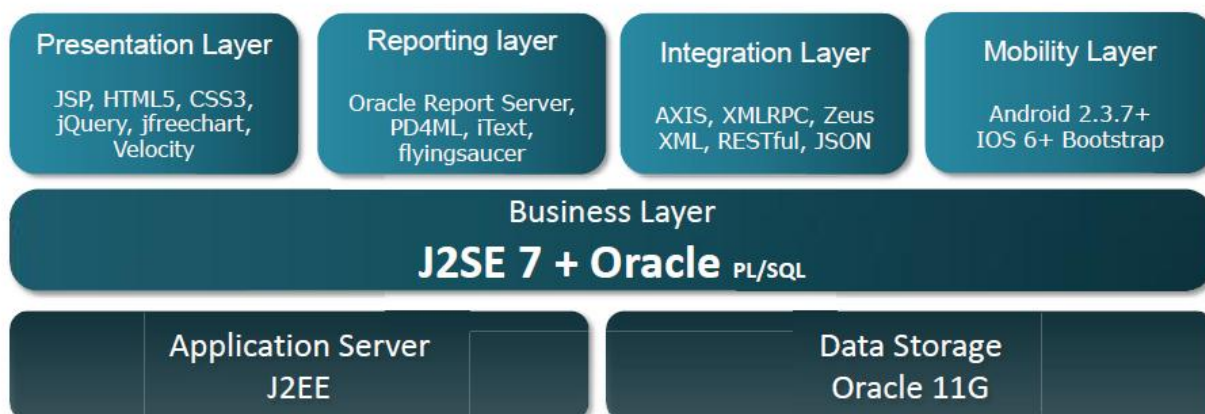 Presentation Layer
JSP, HTML5, CSS3,
jQuery, jfreechart,
Velocity
Reporting layer
Oracle Report Server,
PD4ML, iText,
flyingsaucer
Integration Layer
AXIS, XMLRPC, Zeus
XML, RESTful, JSON
Mobility Layer
Android 2.3.7+
IOS 6+ Bootstrap
Business Layer
J2SE 7 + Oracle PL/SQL
Application Server
J2EE
Data Storage
Oracle 11G